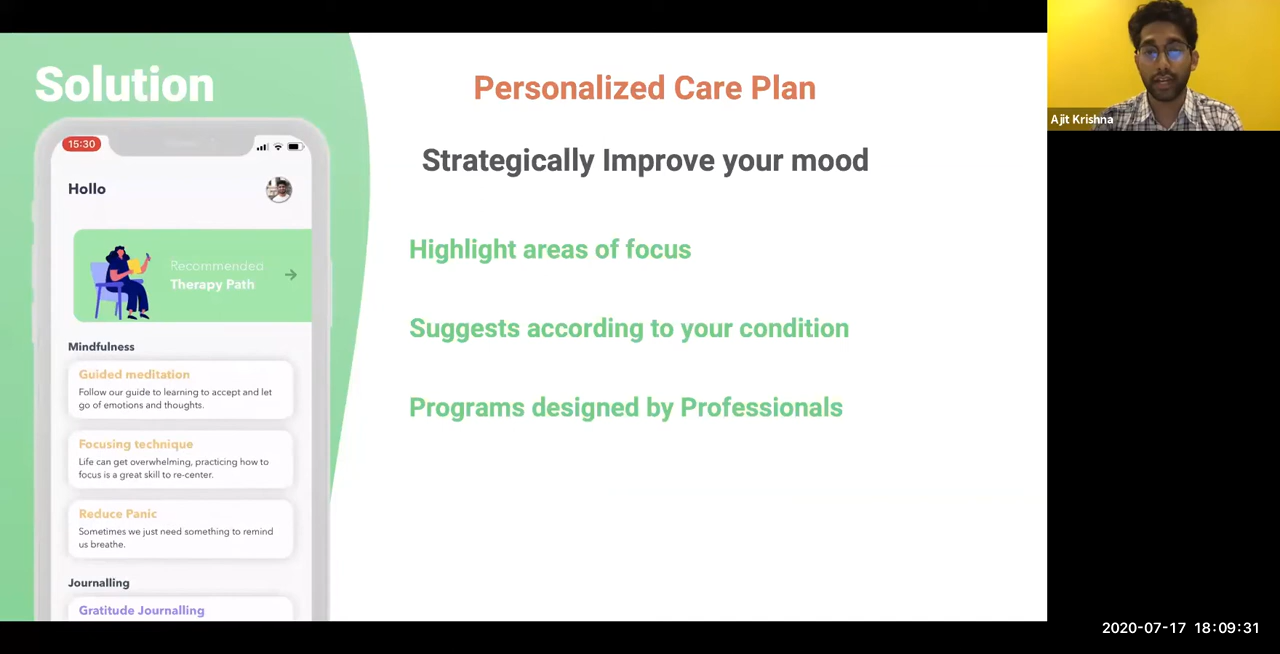 Solution
15:30
Hollo
Recommended
Therapy Path
Mindfulness
Guided meditation
Follow our guide to learning to accept and let
go of emotions and thoughts.
Focusing technique
Life can get overwhelming, practicing how to
focus is a great skill to re-center.
Reduce Panic
Sometimes we just need something to remind
us breathe.
Journalling
Gratitude Journalling
Personalized Care Plan
Strategically Improve your mood
Highlight areas of focus
Suggests according to your condition
Programs designed by Professionals
Ajit Krishna
2020-07-17 18:09:31